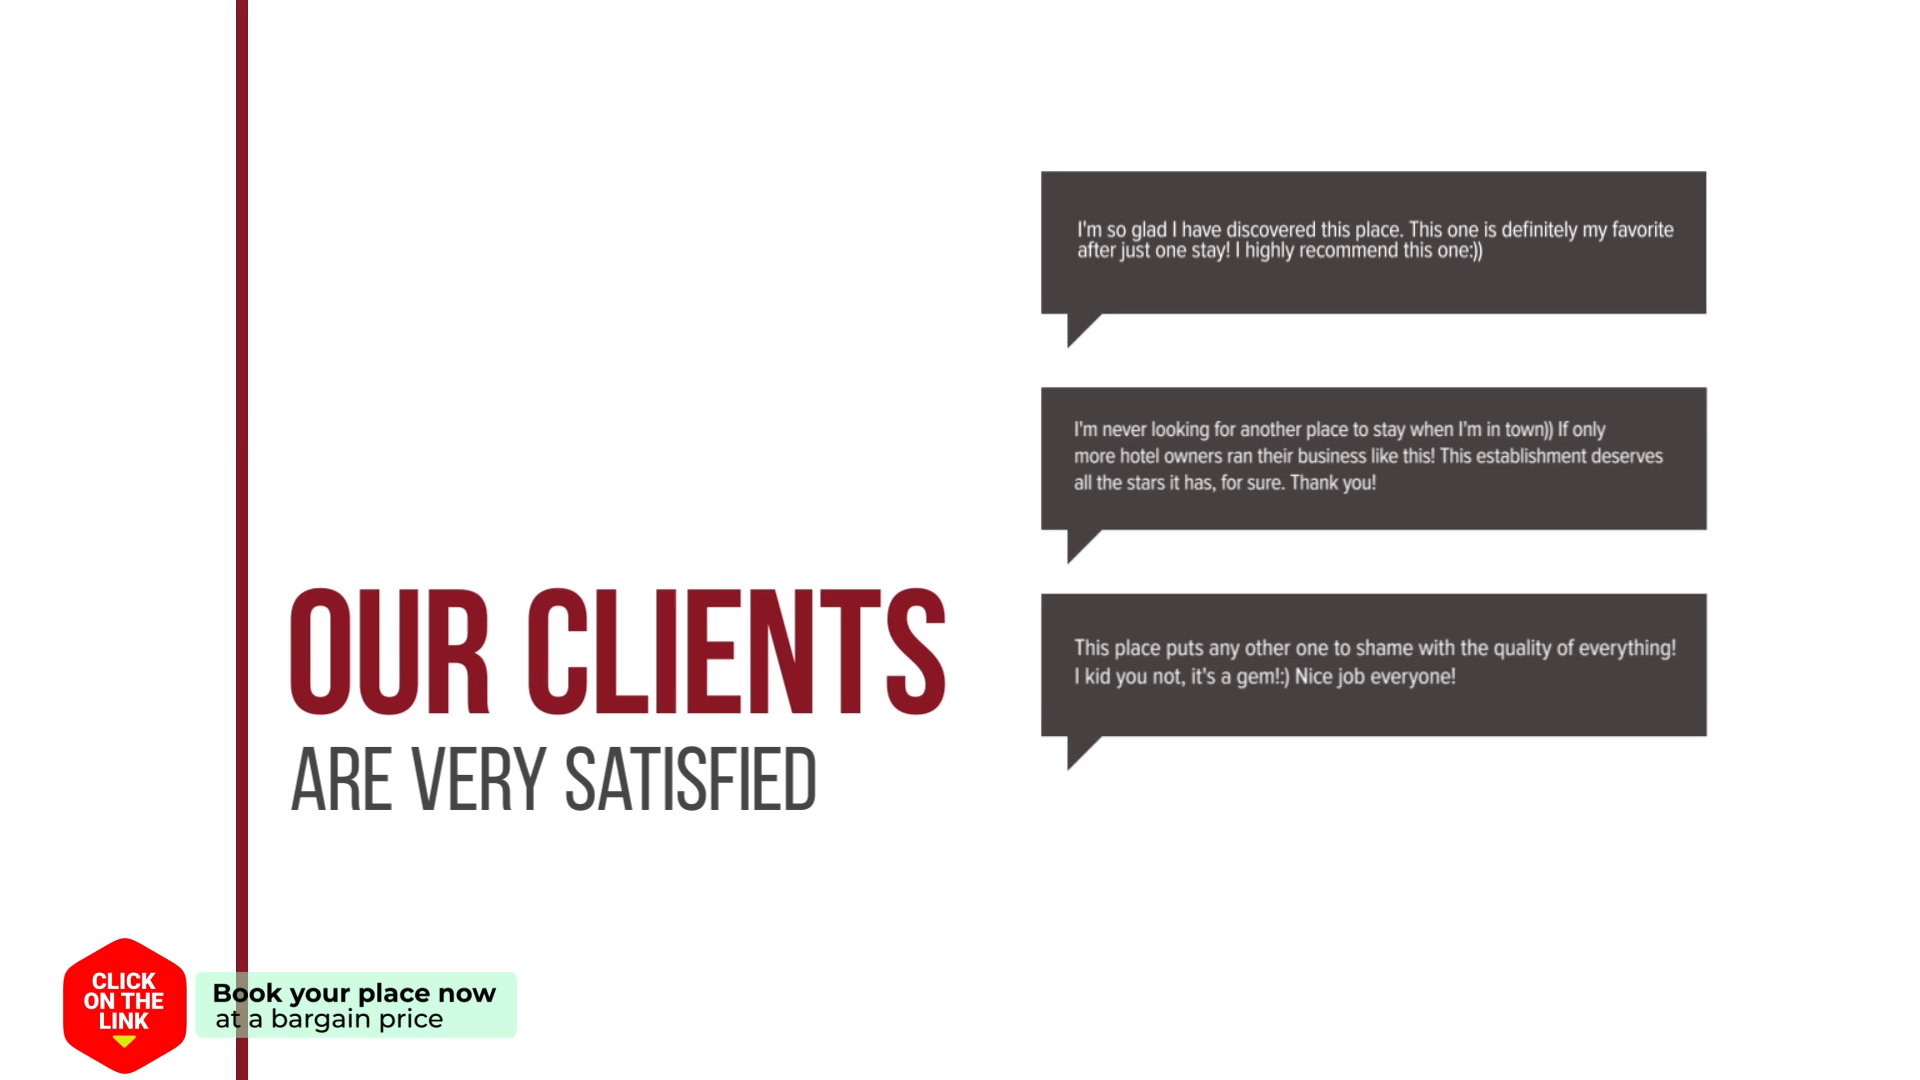 I'm so glad I have discovered this place. This one is definitely my favorite
after just one stay! I highly recommend this one:))
I'm never looking for another place to stay when I'm in town)) If only
more hotel owners ran their business like this! This establishment deserves
all the stars it has, for sure. Thank you!
This place puts any other one to shame with the quality of everything!
I kid you not, it's a gem!:) Nice job everyone!
OUR CLIENTS
ARE VERY SATISFIED
CLICK
ON THE
LINK
Book your place now
at a bargain price